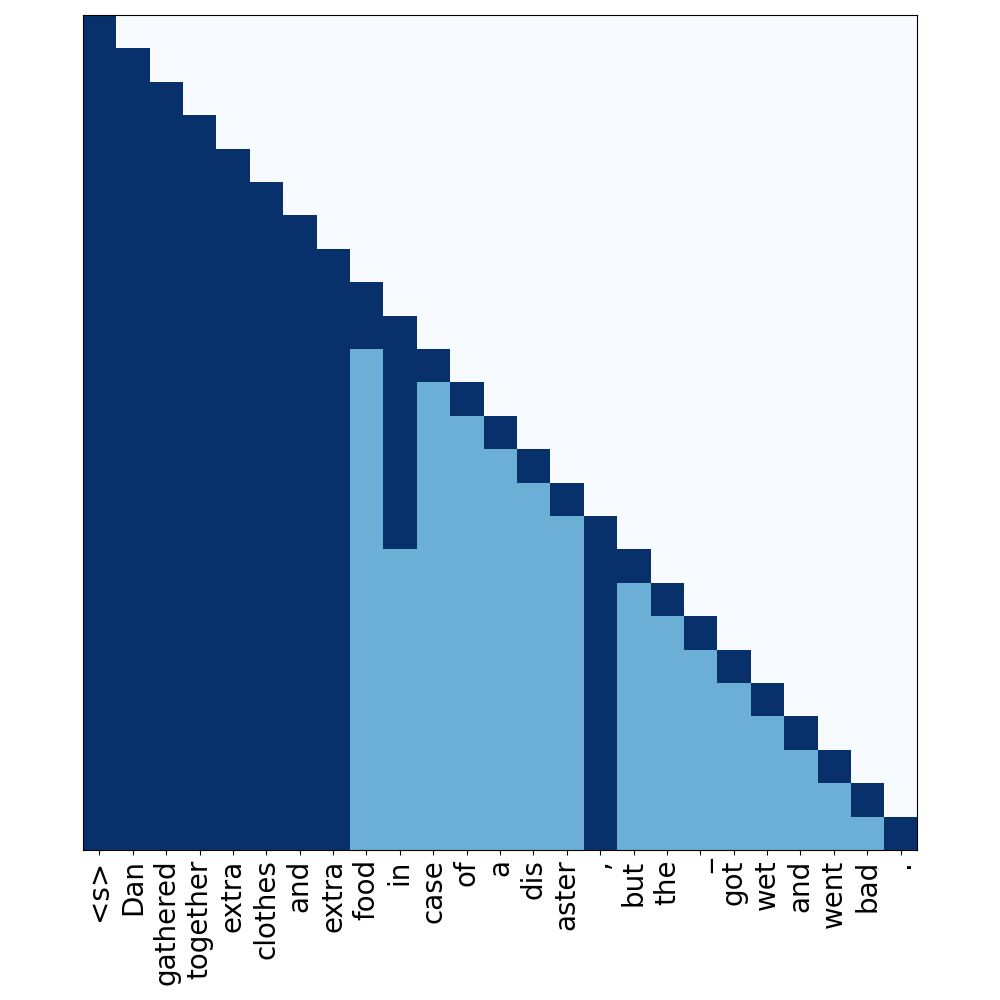 <s> Dan gathered together extra clothes and extra food in case of a dis aster , but the _ got wet and went bad .